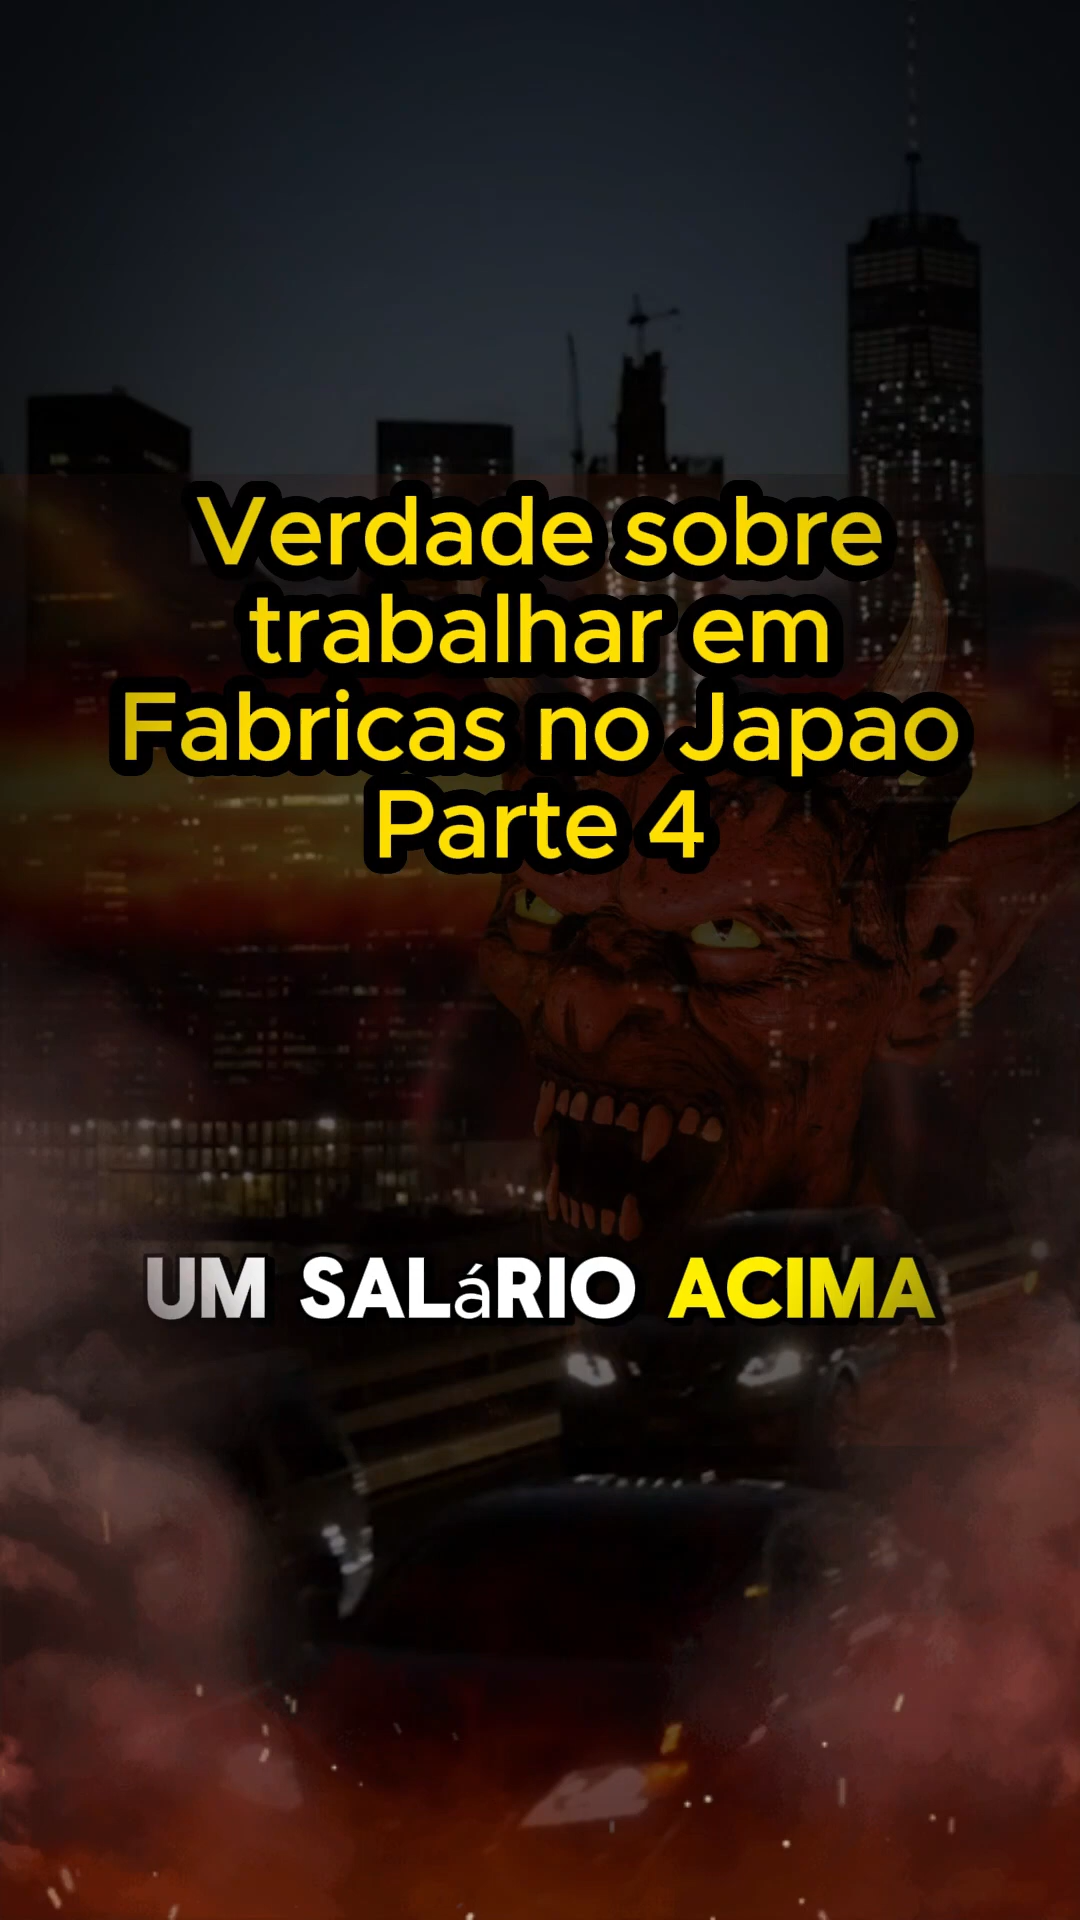 Verdade sobre
trabalhar em
Fabricas no Japao
Parte 4
UM SALáRIO ACIMA